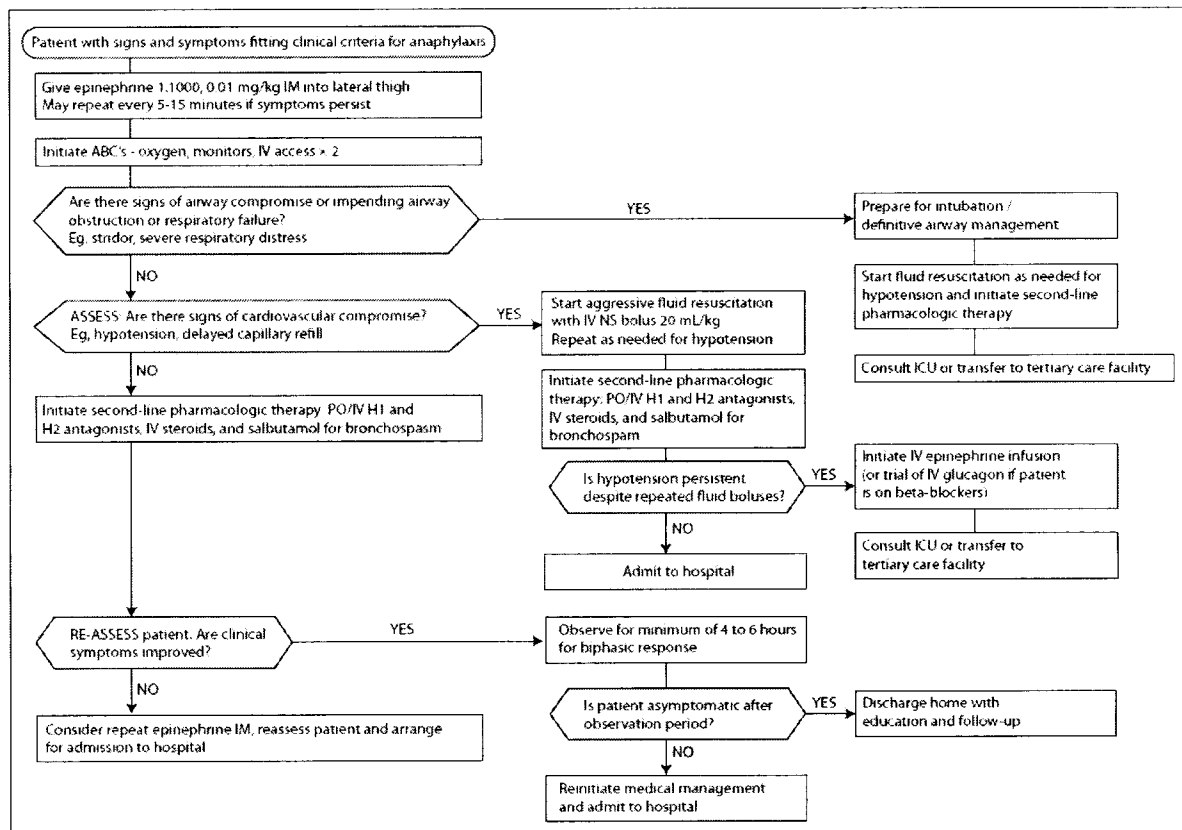 Patient with signs and symptoms fitting clinical criteria for anaphylaxis
Give epinephrine 1.1000, 0.01 mg/kg IM into lateral thigh
May repeat every 5-15 minutes if symptoms persist
Initiate ABC's - oxygen, monitors, IV access × 2
Are there signs of airway compromise or impending airway
obstruction or respiratory failure?
Eg. stridor, severe respiratory distress
YES
Prepare for intubation /
definitive airway management
Start fluid resuscitation as needed for
hypotension and initiate second-line
pharmacologic therapy
Consult ICU or transfer to tertiary care facility
NO
ASSESS: Are there signs of cardiovascular compromise?
Eg, hypotension, delayed capillary refill
YES
Start aggressive fluid resuscitation
with IV NS bolus 20 mL/kg
Repeat as needed for hypotension
Initiate second-line pharmacologic
therapy: PO/IV H1 and H2 antagonists,
IV steroids, and salbutamol for
bronchospam
Is hypotension persistent
despite repeated fluid boluses?
YES
Initiate IV epinephrine infusion
(or trial of IV glucagon if patient
is on beta-blockers)
Consult ICU or transfer to
tertiary care facility
NO
Admit to hospital
NO
Initiate second-line pharmacologic therapy PO/IV H1 and
H2 antagonists, IV steroids, and salbutamol for bronchospasm
RE-ASSESS patient. Are clinical
symptoms improved?
YES
Observe for minimum of 4 to 6 hours
for biphasic response
Is patient asymptomatic after
observation period?
YES
Discharge home with
education and follow-up
NO
Reinitiate medical management
and admit to hospital
NO
Consider repeat epinephrine IM, reassess patient and arrange
for admission to hospital